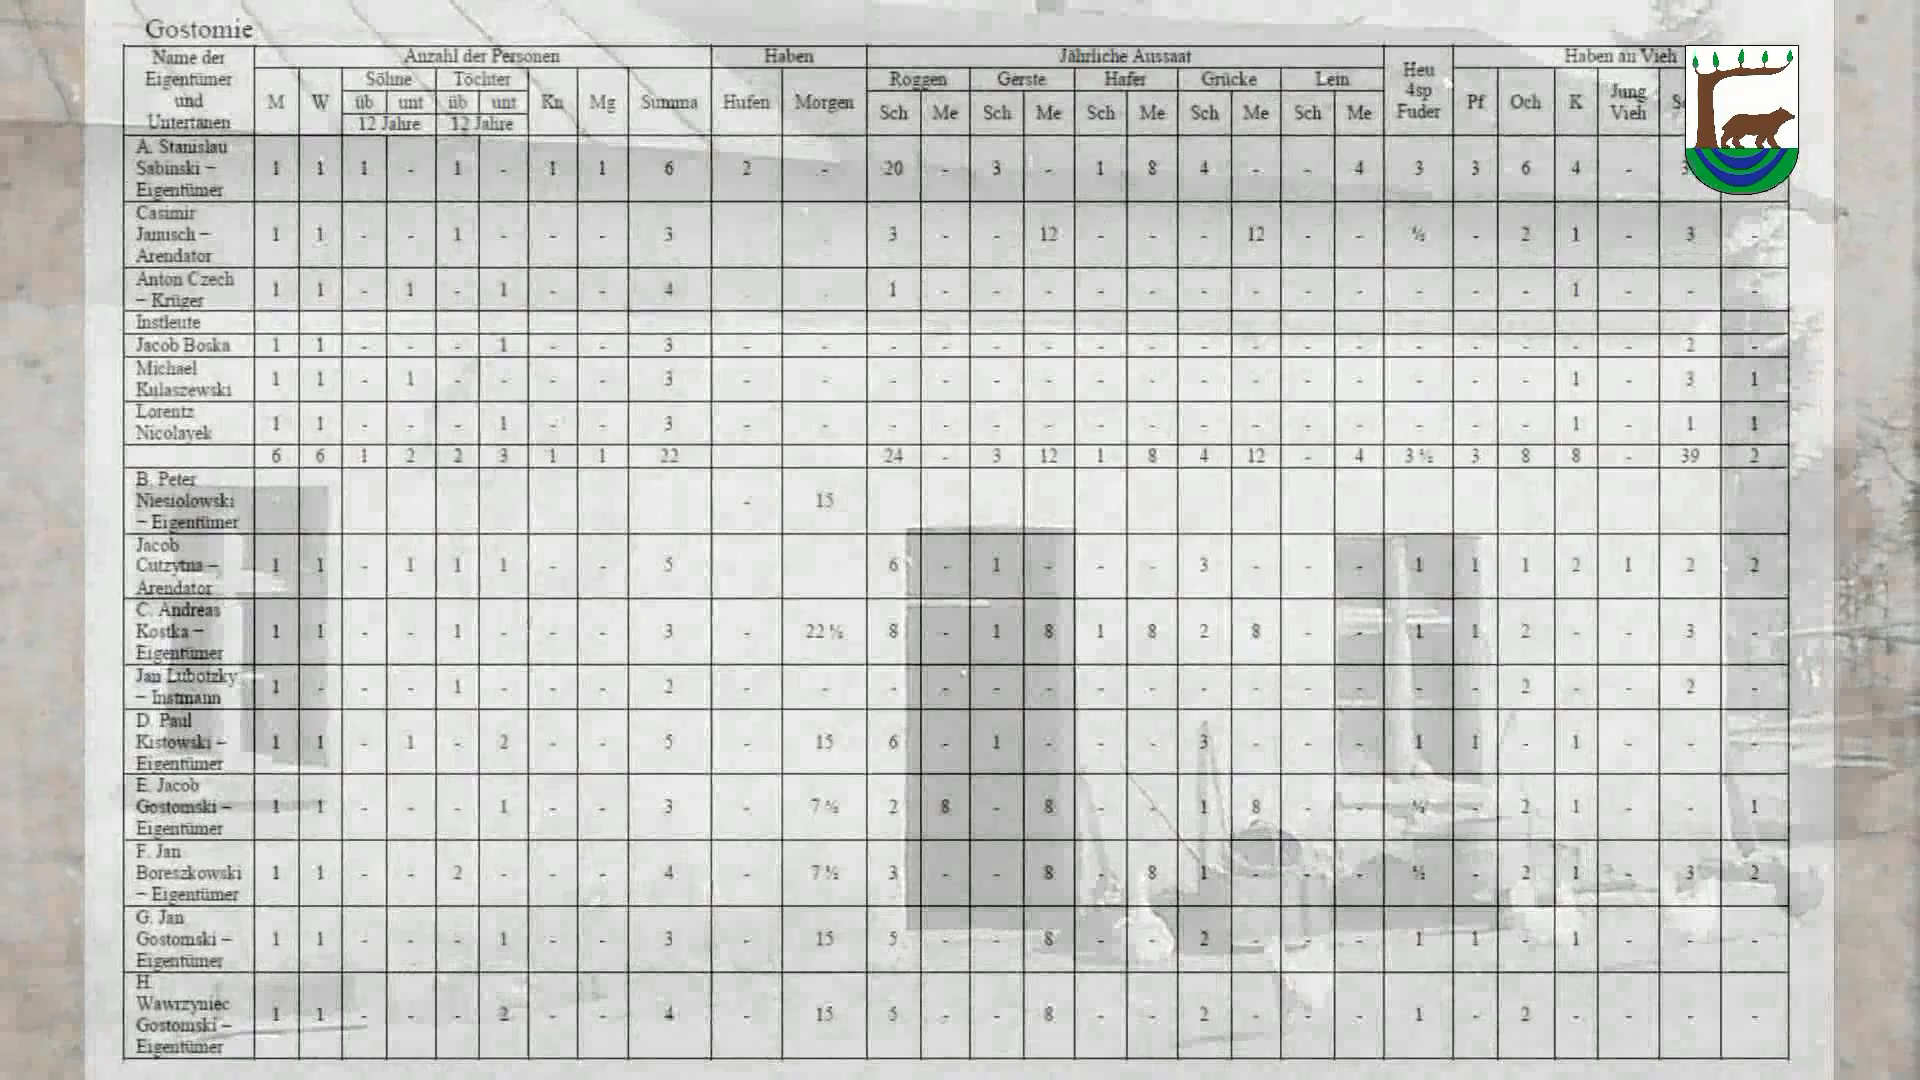 Gostomie
Name der Eigentümer und Untertanen | Anzahl der Personen | Haben | Jährliche Aussaat | Heu 4sp Fuder | Haben an Vieh
M | W | Söhne | Töchter | Kn | Mg | Summa | Hufen | Morgen | Roggen | Gerste | Hafer | Grücke | Lein | Pf | Och | K | Jung Vieh
üb | unt | üb | unt | Sch | Me | Sch | Me | Sch | Me | Sch | Me | Sch | Me
12 Jahre | 12 Jahre
A. Stanislau Sabinski – Eigentümer | 1 | 1 | 1 | - | 1 | - | 1 | 1 | 6 | 2 | - | 20 | - | 3 | - | 1 | 8 | 4 | - | - | 4 | 3 | 3 | 6 | 4 | -
Casimir Janusch – Arendator | 1 | 1 | - | - | 1 | - | - | - | 3 | . | . | 3 | - | - | 12 | - | - | - | 12 | - | - | ½ | - | 2 | 1 | - | 3 | -
Anton Czech – Krüger | 1 | 1 | - | 1 | - | 1 | - | - | 4 | . | . | 1 | - | - | - | - | - | - | - | - | - | - | - | - | 1 | - | - | -
Instleute
Jacob Boska | 1 | 1 | - | - | - | 1 | - | - | 3 | - | - | - | - | - | - | - | - | - | - | - | - | - | - | - | - | - | 2 | -
Michael Kulaszewski | 1 | 1 | - | 1 | - | - | - | - | 3 | - | - | - | - | - | - | - | - | - | - | - | - | - | - | - | 1 | - | 3 | 1
Lorentz Nicolayek | 1 | 1 | - | - | - | 1 | - | - | 3 | - | - | - | - | - | - | - | - | - | - | - | - | - | - | - | 1 | - | 1 | 1
6 | 6 | 1 | 2 | 2 | 3 | 1 | 1 | 22 | 24 | - | 3 | 12 | 1 | 8 | 4 | 12 | - | 4 | 3 ½ | 3 | 8 | 8 | - | 39 | 2
B. Peter Niesiolowski – Eigentümer | - | 15
Jacob Cutzytna – Arendator | 1 | 1 | - | 1 | 1 | 1 | - | - | 5 | 6 | - | 1 | - | - | - | 3 | - | - | - | 1 | 1 | 1 | 2 | 1 | 2 | 2
C. Andreas Kostka – Eigentümer | 1 | 1 | - | - | 1 | - | - | - | 3 | - | 22 ½ | 8 | - | 1 | 8 | 1 | 8 | 2 | 8 | - | - | 1 | 1 | 2 | - | - | 3 | -
Jan Lubotzky – Instmann | 1 | - | - | - | 1 | - | - | - | 2 | - | - | - | - | - | - | - | - | - | - | - | - | - | - | 2 | - | - | 2 | -
D. Paul Kistowski – Eigentümer | 1 | 1 | - | 1 | - | 2 | - | - | 5 | - | 15 | 6 | - | 1 | - | - | - | 3 | - | - | - | 1 | 1 | - | 1 | - | - | -
E. Jacob Gostomski – Eigentümer | 1 | 1 | - | - | - | 1 | - | - | 3 | - | 7 ½ | 2 | 8 | - | 8 | - | - | 1 | 8 | - | - | ½ | - | 2 | 1 | - | - | 1
F. Jan Boreszkowski – Eigentümer | 1 | 1 | - | - | 2 | - | - | - | 4 | - | 7 ½ | 3 | - | - | 8 | - | 8 | 1 | - | - | - | ½ | - | 2 | 1 | - | 3 | 2
G. Jan Gostomski – Eigentümer | 1 | 1 | - | - | - | 1 | - | - | 3 | - | 15 | 5 | - | - | 8 | - | - | 2 | - | - | - | 1 | 1 | - | 1 | - | - | -
H. Wawrzyniec Gostomski – Eigentümer | 1 | 1 | - | - | - | 2 | - | - | 4 | - | 15 | 5 | - | - | 8 | - | - | 2 | - | - | - | 1 | - | 2 | - | - | - | -